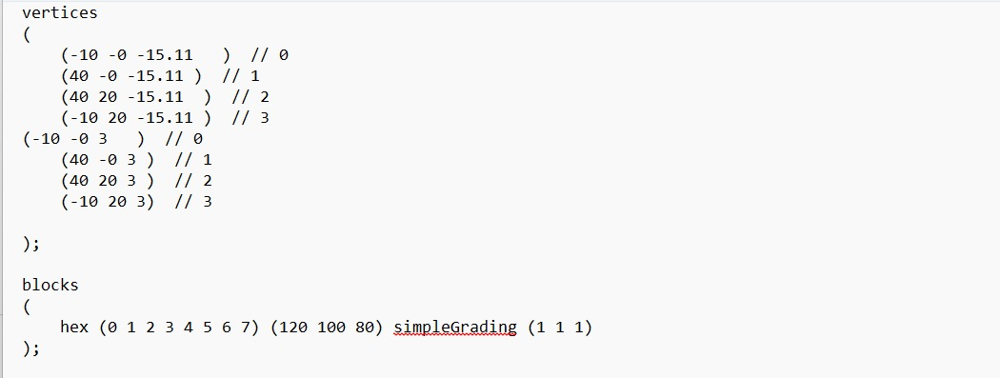 vertices
(
    (-10 -0 -15.11   )  // 0
    (40 -0 -15.11 )  // 1
    (40 20 -15.11  )  // 2
    (-10 20 -15.11 )  // 3
(-10 -0 3   )  // 0
    (40 -0 3 )  // 1
    (40 20 3 )  // 2
    (-10 20 3)  // 3
);
blocks
(
    hex (0 1 2 3 4 5 6 7) (120 100 80) simpleGrading (1 1 1)
);